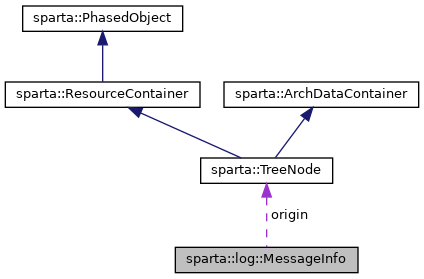 sparta::PhasedObject
sparta::ResourceContainer
sparta::ArchDataContainer
sparta::TreeNode
origin
sparta::log::MessageInfo